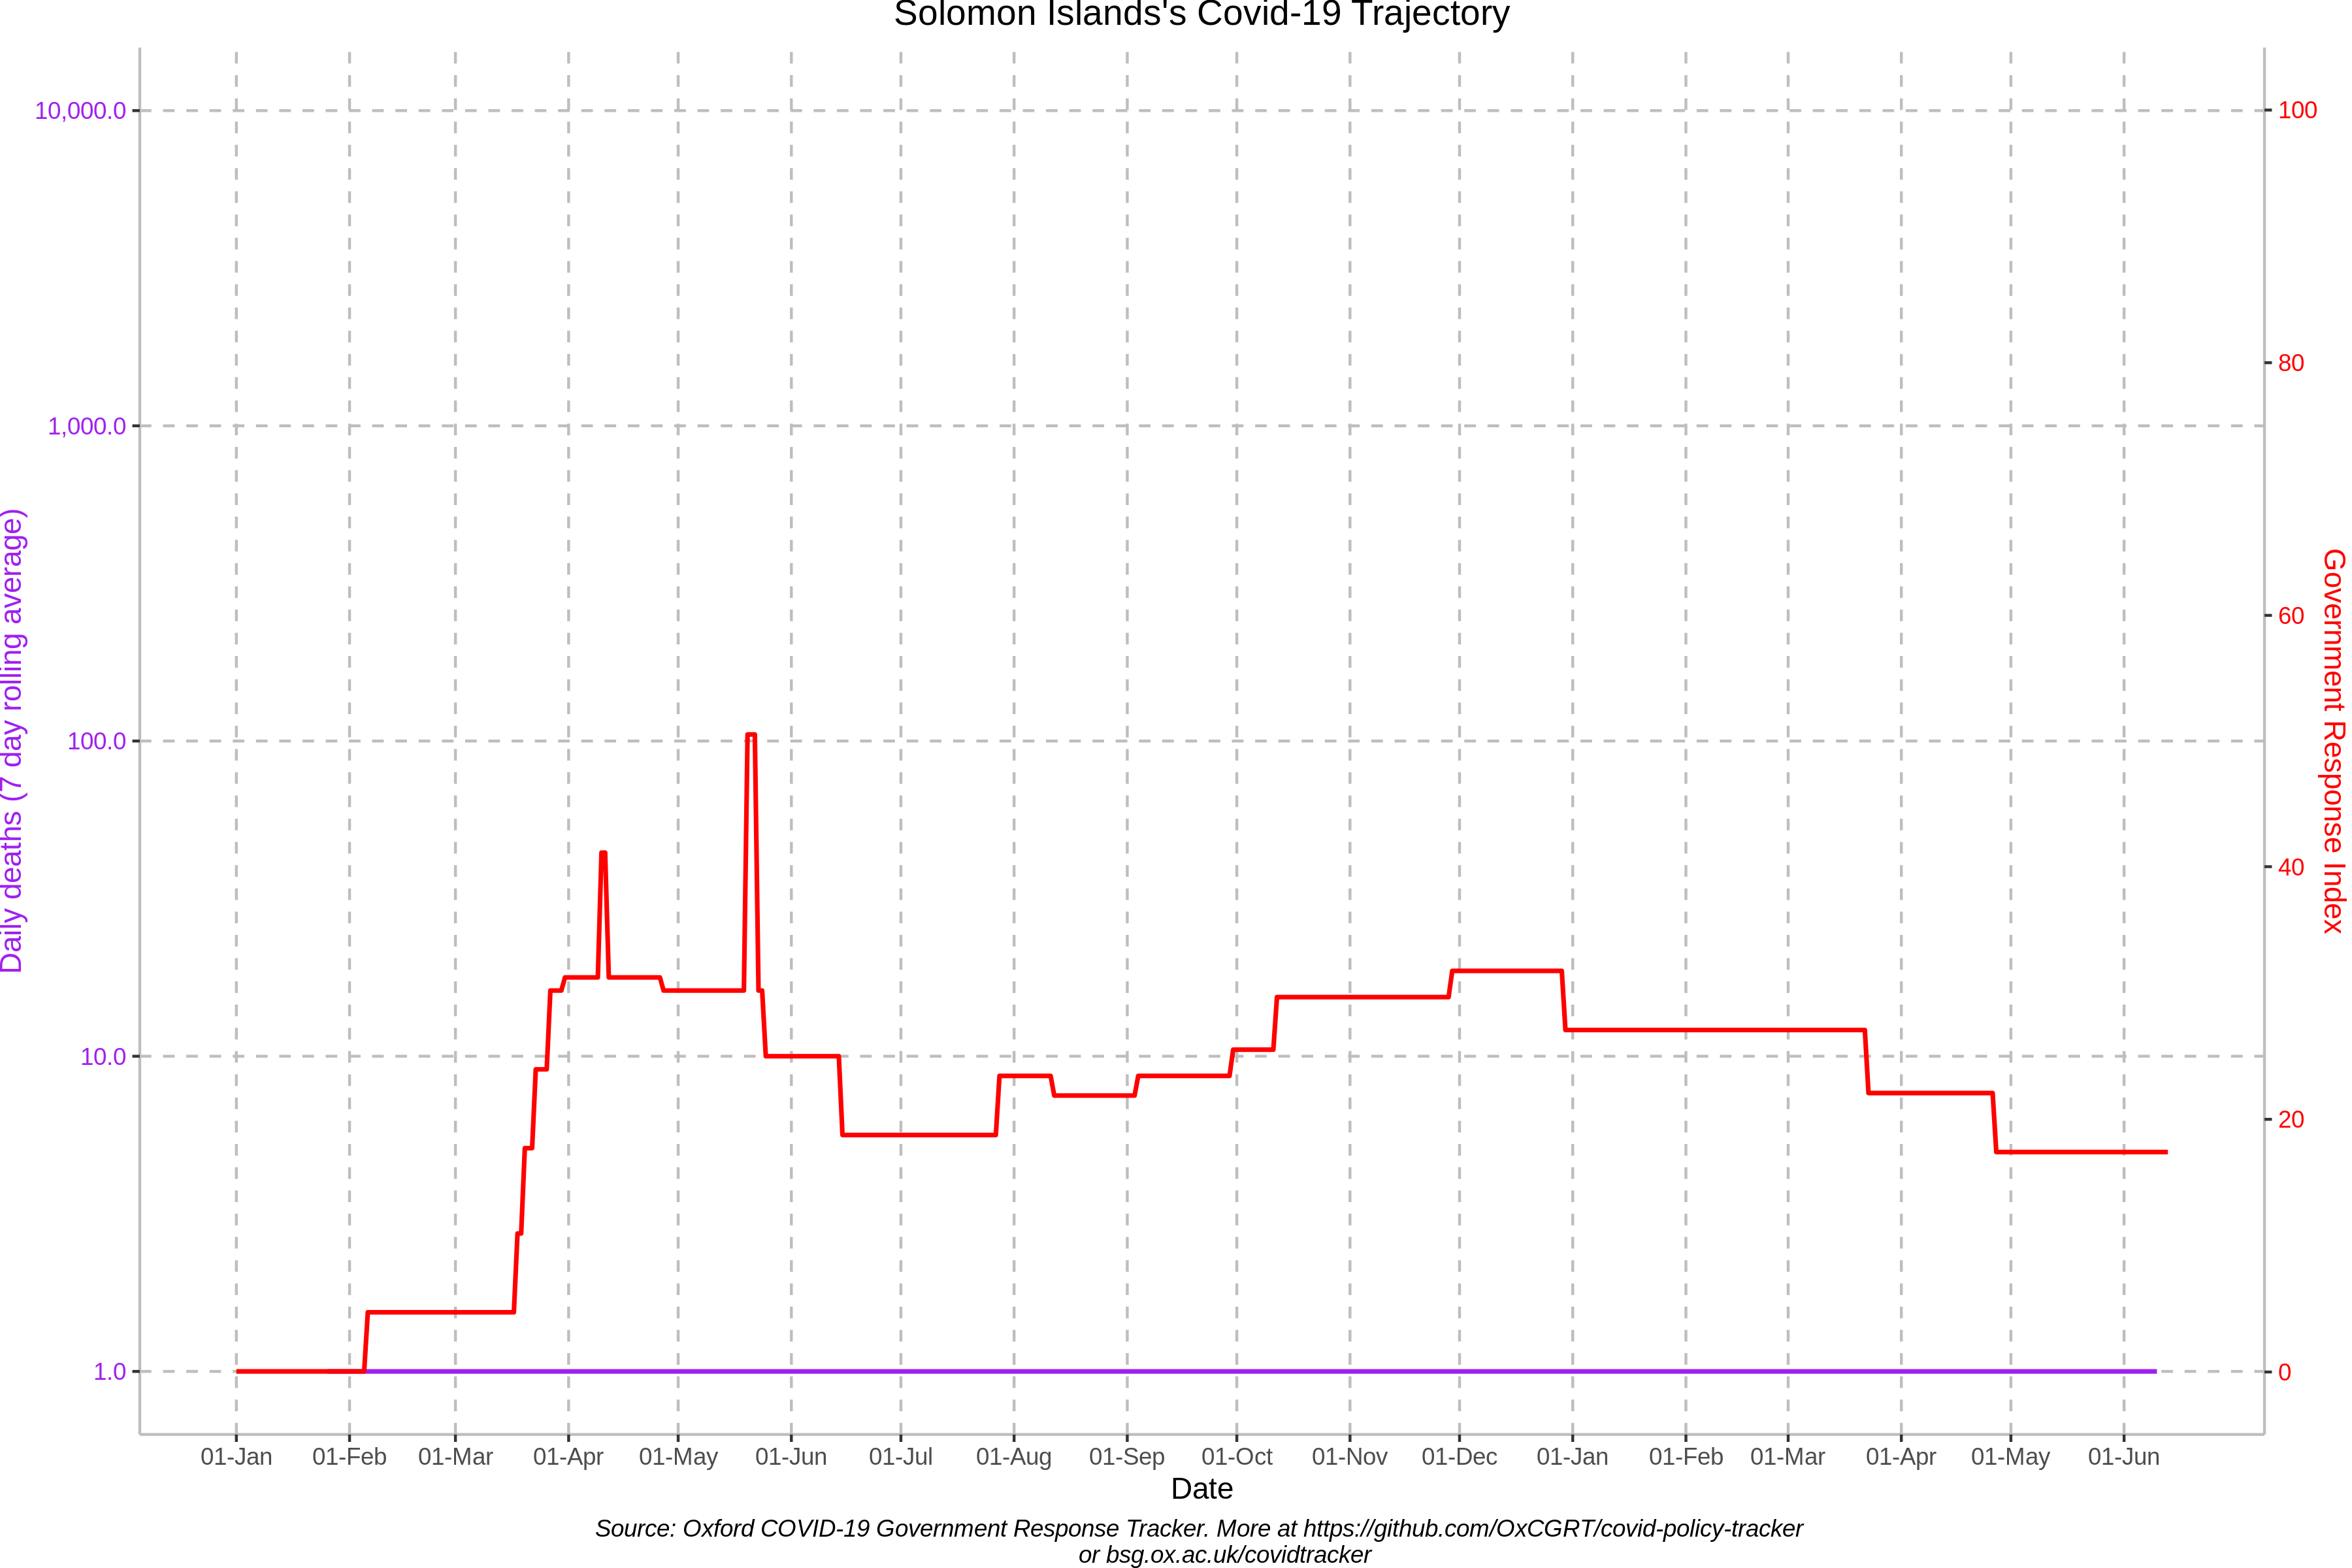 Solomon Islands's Covid-19 Trajectory
10,000.0
1,000.0
100.0
10.0
1.0
Daily deaths (7 day rolling average)
100
80
60
40
20
0
Government Response Index
01-Jan 01-Feb 01-Mar 01-Apr 01-May 01-Jun 01-Jul 01-Aug 01-Sep 01-Oct 01-Nov 01-Dec 01-Jan 01-Feb 01-Mar 01-Apr 01-May 01-Jun
Date
Source: Oxford COVID-19 Government Response Tracker. More at https://github.com/OxCGRT/covid-policy-tracker
or bsg.ox.ac.uk/covidtracker